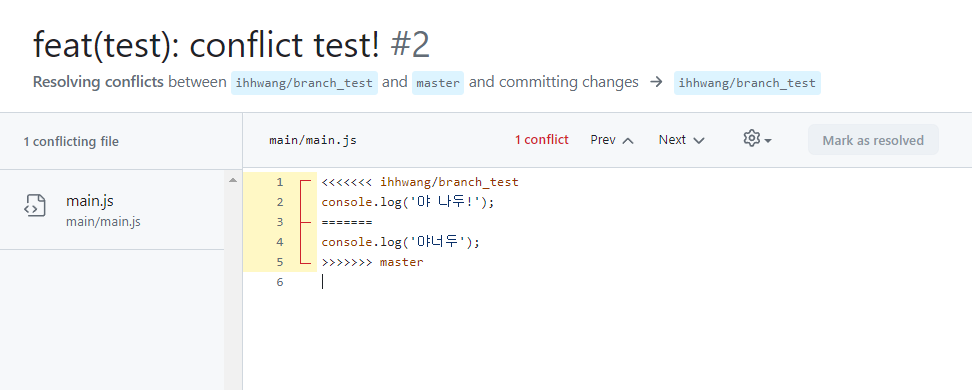 feat(test): conflict test! #2
Resolving conflicts between ihhwang/branch_test and master and committing changes → ihhwang/branch_test
1 conflicting file
main/main.js 1 conflict Prev Next Mark as resolved
main.js
main/main.js
1 <<<<<<< ihhwang/branch_test
2 console.log('야 나두!');
3 =======
4 console.log('야너두');
5 >>>>>>> master
6